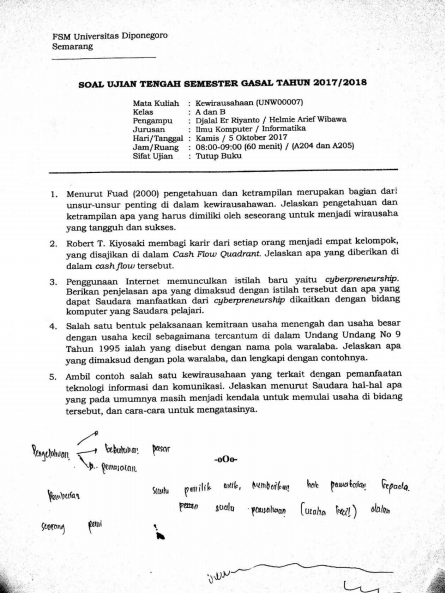 FSM Universitas Diponegoro
Semarang
SOAL UJIAN TENGAH SEMESTER GASAL TAHUN 2017/2018
Mata Kuliah : Kewirausahaan (UNW00007)
Kelas : A dan B
Pengampu : Djalal Er Riyanto / Helmie Arief Wibawa
Jurusan : Ilmu Komputer / Informatika
Hari/Tanggal : Kamis / 5 Oktober 2017
Jam/Ruang : 08:00-09:00 (60 menit) / (A204 dan A205)
Sifat Ujian : Tutup Buku
1. Menurut Fuad (2000) pengetahuan dan ketrampilan merupakan bagian dari
unsur-unsur penting di dalam kewirausahawan. Jelaskan pengetahuan dan
ketrampilan apa yang harus dimiliki oleh seseorang untuk menjadi wirausaha
yang tangguh dan sukses.
2. Robert T. Kiyosaki membagi karir dari setiap orang menjadi empat kelompok,
yang disajikan di dalam Cash Flow Quadrant. Jelaskan apa yang diberikan di
dalam cash flow tersebut.
3. Penggunaan Internet memunculkan istilah baru yaitu cyberpreneurship.
Berikan penjelasan apa yang dimaksud dengan istilah tersebut dan apa yang
dapat Saudara manfaatkan dari cyberpreneurship dikaitkan dengan bidang
komputer yang Saudara pelajari.
4. Salah satu bentuk pelaksanaan kemitraan usaha menengah dan usaha besar
dengan usaha kecil sebagaimana tercantum di dalam Undang Undang No 9
Tahun 1995 ialah yang disebut dengan nama pola waralaba. Jelaskan apa
yang dimaksud dengan pola waralaba, dan lengkapi dengan contohnya.
5. Ambil contoh salah satu kewirausahaan yang terkait dengan pemanfaatan
teknologi informasi dan komunikasi. Jelaskan menurut Saudara hal-hal apa
yang pada umumnya masih menjadi kendala untuk memulai usaha di bidang
tersebut, dan cara-cara untuk mengatasinya.
Pengetahuan kebutuhan pasar
pemasaran
-oOo-
suatu pemilik memberikan hak kepada
suatu perusahaan (usaha kecil) dalam
seorang